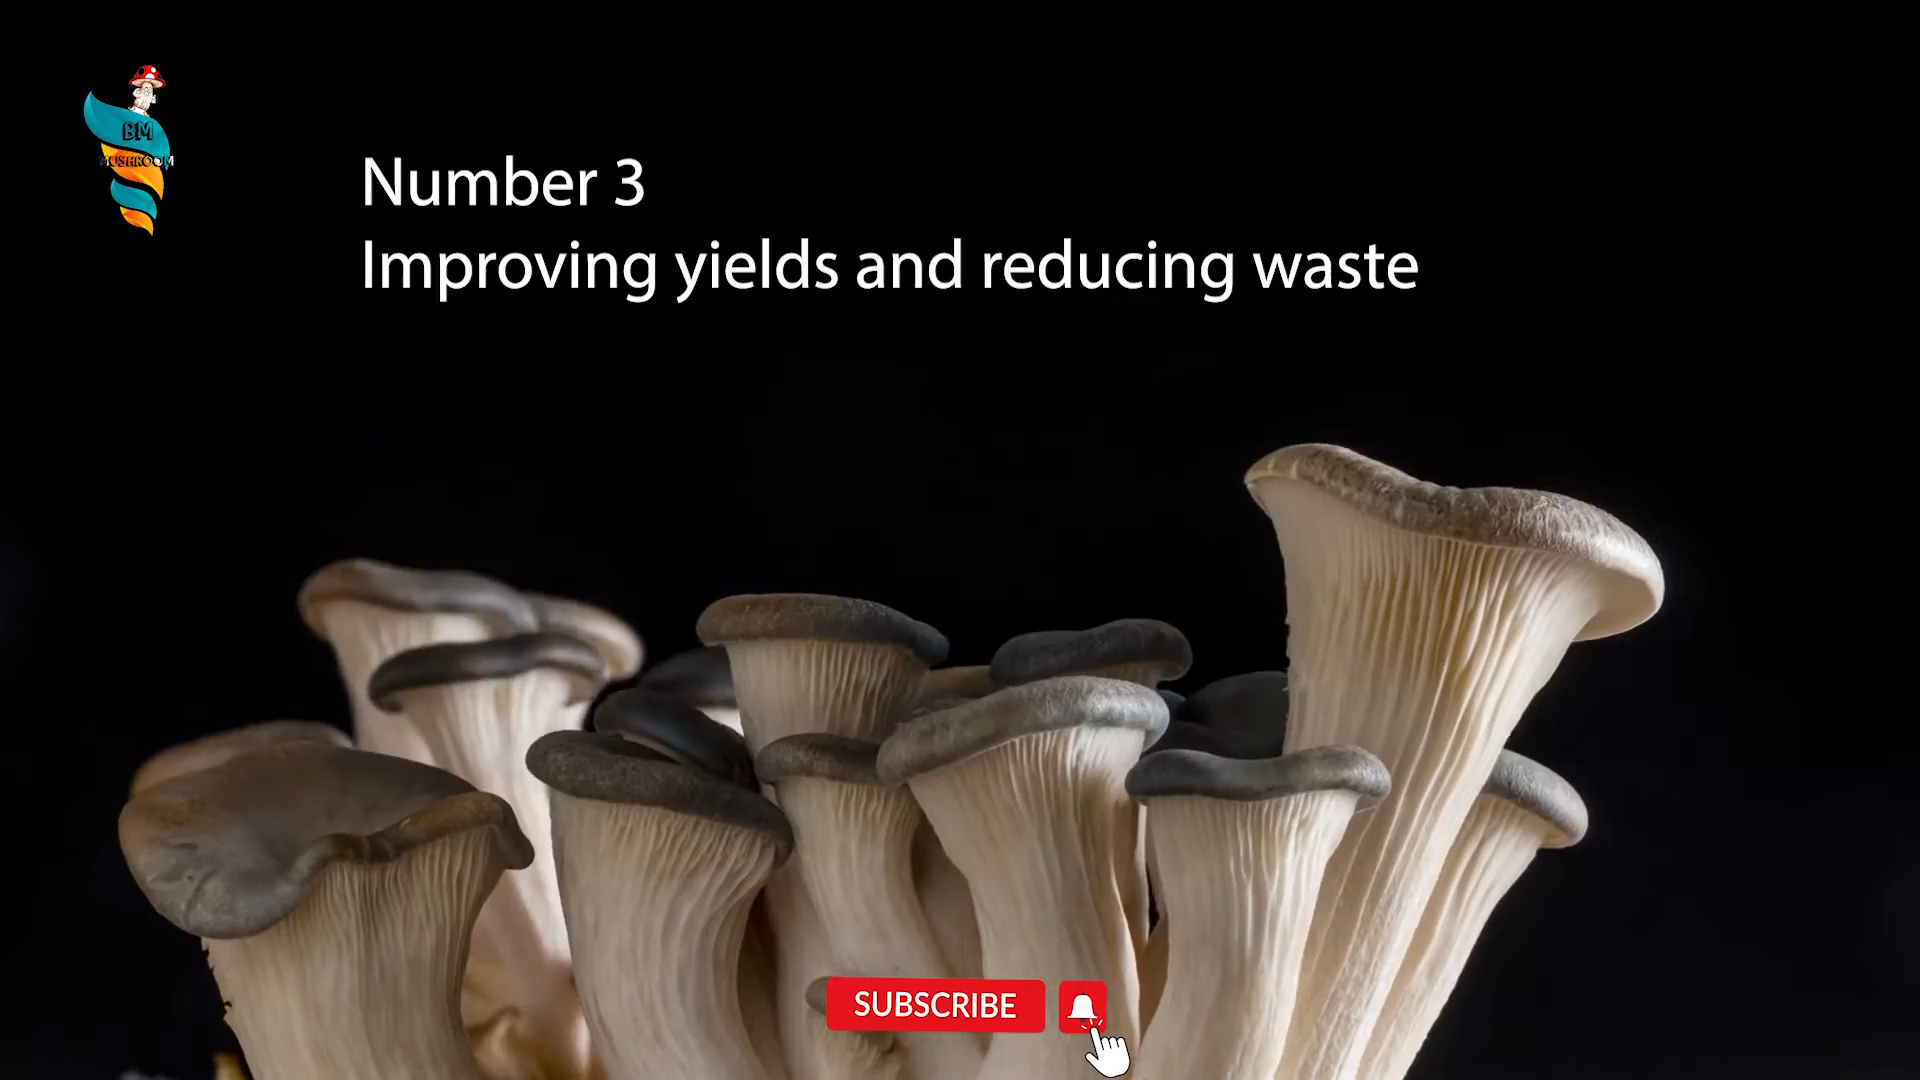 BM
MUSHROOM
Number 3
Improving yields and reducing waste
SUBSCRIBE